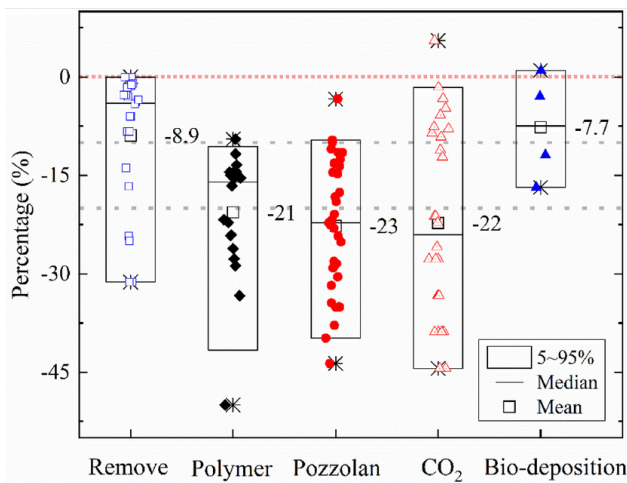 0
-15
-30
-45
Percentage (%)
-8.9
-21
-23
-22
-7.7
5~95%
Median
Mean
Remove Polymer Pozzolan CO₂ Bio-deposition